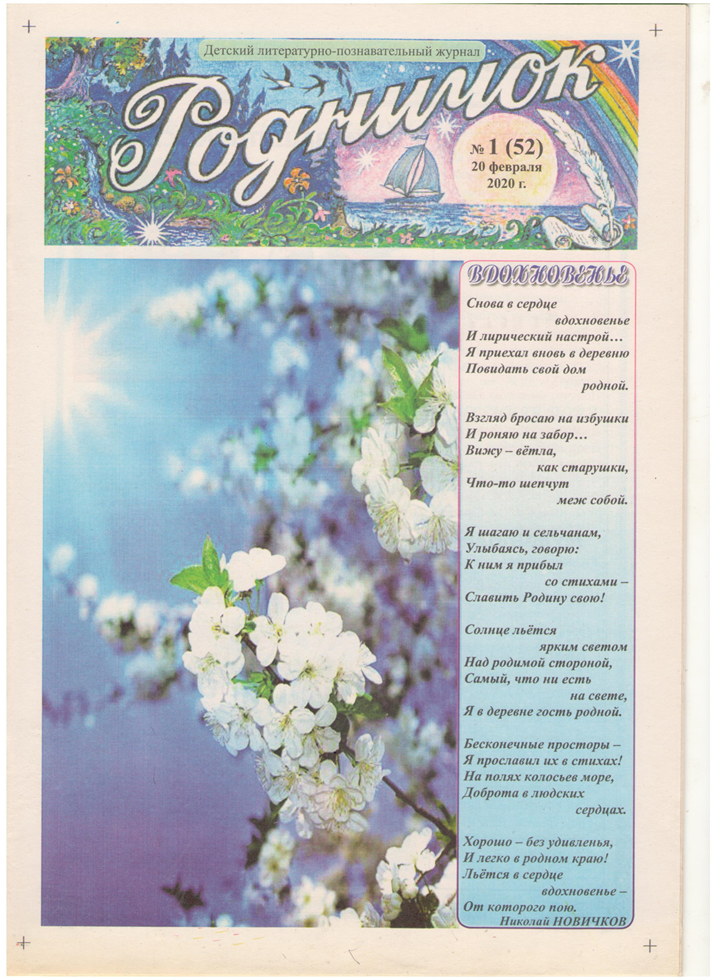 Детский литературно-познавательный журнал
Родничок
№ 1 (52)
20 февраля
2020 г.
ВДОХНОВЕНЬЕ
Снова в сердце
вдохновенье
И лирический настрой…
Я приехал вновь в деревню
Повидать свой дом
родной.
Взгляд бросаю на избушки
И роняю на забор…
Вижу – вётла,
как старушки,
Что-то шепчут
меж собой.
Я шагаю и сельчанам,
Улыбаясь, говорю:
К ним я прибыл
со стихами –
Славить Родину свою!
Солнце льётся
ярким светом
Над родимой стороной,
Самый, что ни есть
на свете,
Я в деревне гость родной.
Бесконечные просторы –
Я прославил их в стихах!
На полях колосьев море,
Доброта в людских
сердцах.
Хорошо – без удивленья,
И легко в родном краю!
Льётся в сердце
вдохновенье –
От которого пою.
Николай НОВИЧКОВ